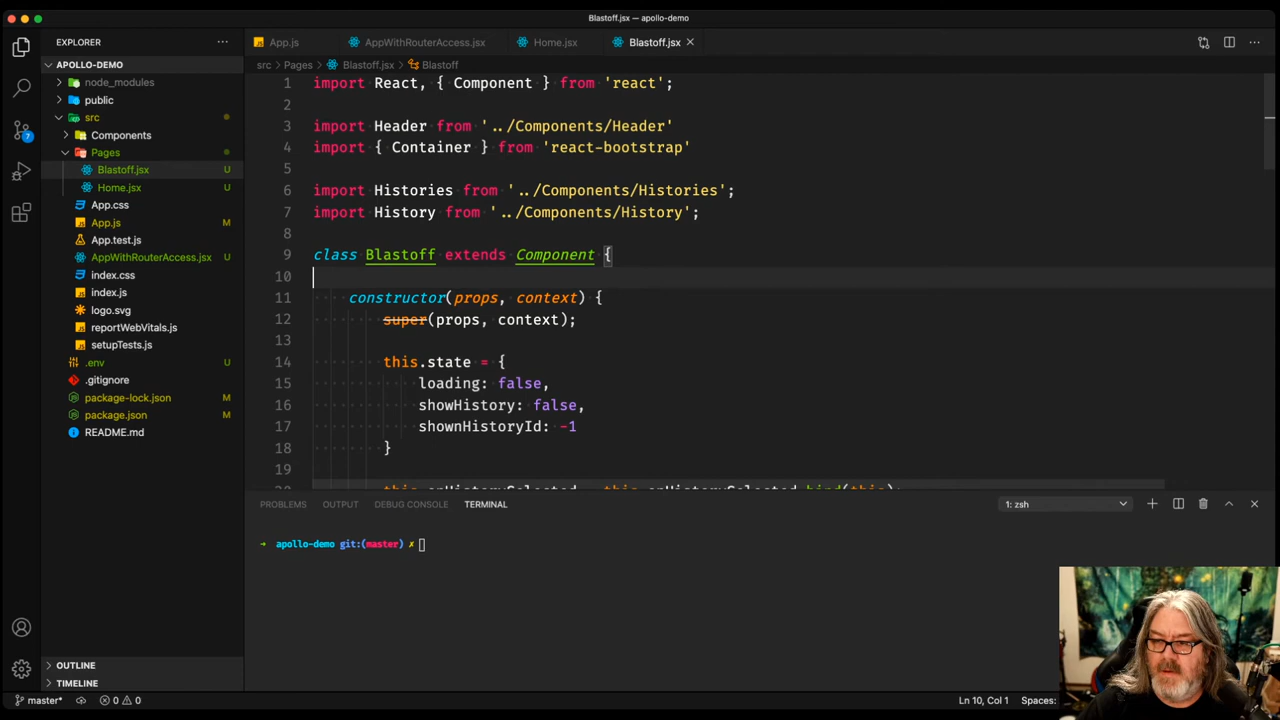 Blastoff.jsx — apollo-demo
EXPLORER
App.js
AppWithRouterAccess.jsx
Home.jsx
Blastoff.jsx
APOLLO-DEMO
node_modules
public
src
Components
Pages
Blastoff.jsx U
Home.jsx U
App.css
App.js M
App.test.js
AppWithRouterAccess.jsx U
index.css
index.js
logo.svg
reportWebVitals.js
setupTests.js
.env U
.gitignore
package-lock.json M
package.json M
README.md
OUTLINE
TIMELINE
7
src > Pages > Blastoff.jsx > Blastoff
1 import React, { Component } from 'react';
2
3 import Header from '../Components/Header'
4 import { Container } from 'react-bootstrap'
5
6 import Histories from '../Components/Histories';
7 import History from '../Components/History';
8
9 class Blastoff extends Component {
10
11 constructor(props, context) {
12 super(props, context);
13
14 this.state = {
15 loading: false,
16 showHistory: false,
17 shownHistoryId: -1
18 }
19
20 this.onHistorySelected = this.onHistorySelected.bind(this);
PROBLEMS OUTPUT DEBUG CONSOLE TERMINAL
1: zsh
→ apollo-demo git:(master) ✗
master* 0 0
Ln 10, Col 1 Spaces: